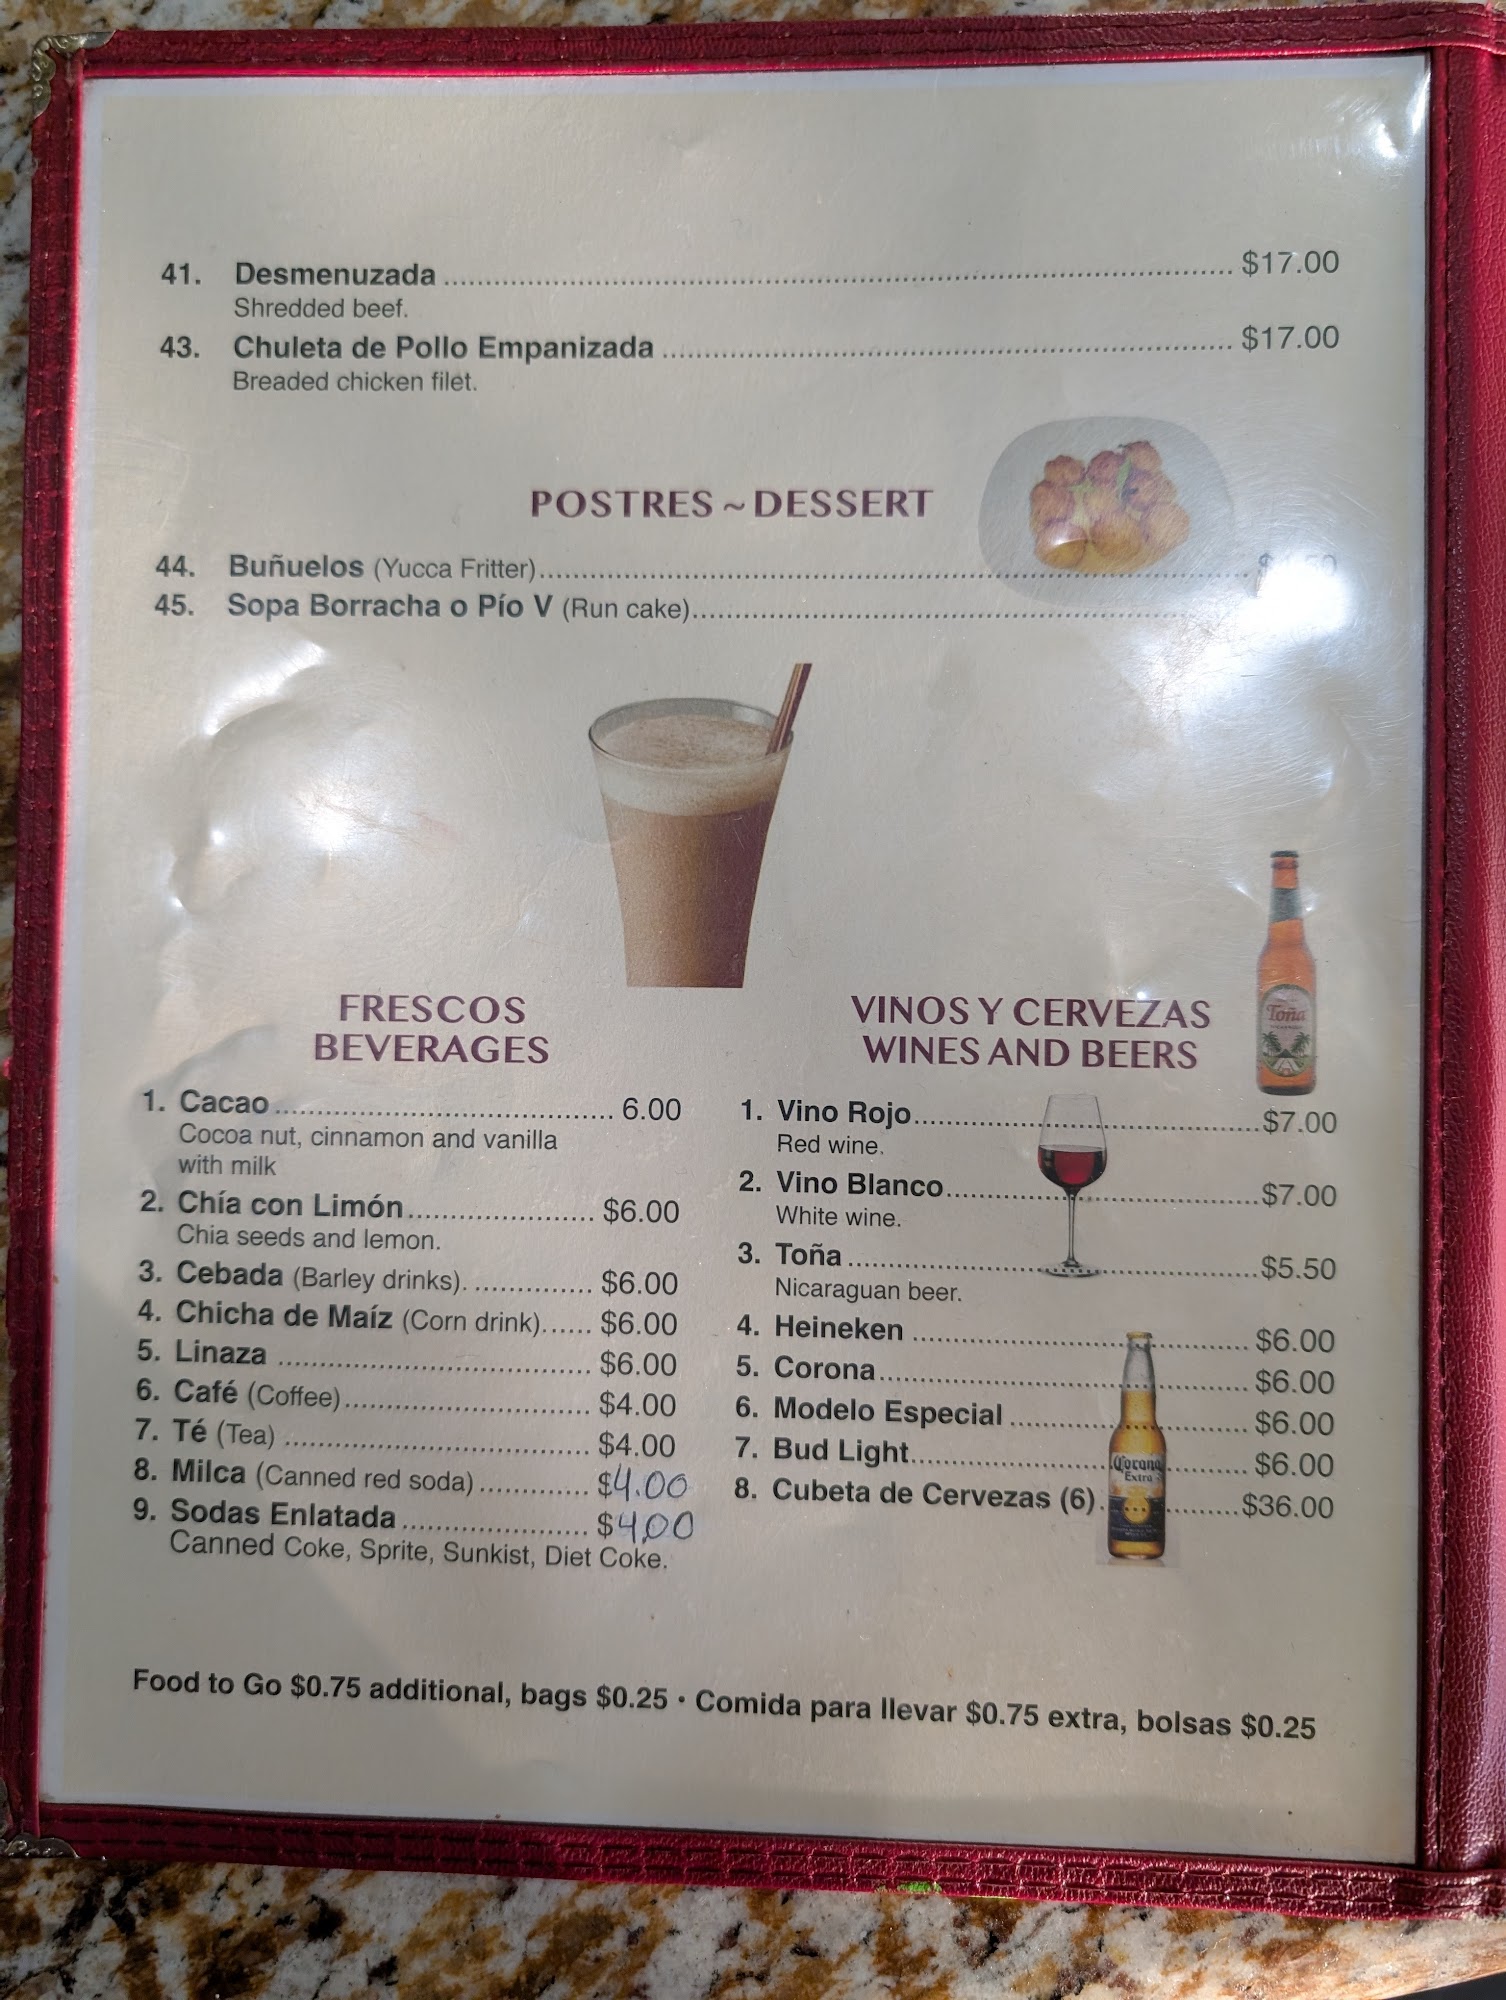 41. Desmenuzada ........ $17.00
Shredded beef.
43. Chuleta de Pollo Empanizada ........ $17.00
Breaded chicken filet.
POSTRES ~ DESSERT
44. Buñuelos (Yucca Fritter)........
45. Sopa Borracha o Pío V (Run cake)........
FRESCOS
BEVERAGES
1. Cacao ........ 6.00
Cocoa nut, cinnamon and vanilla
with milk
2. Chía con Limón ........ $6.00
Chia seeds and lemon.
3. Cebada (Barley drinks). ........ $6.00
4. Chicha de Maíz (Corn drink)...... $6.00
5. Linaza ........ $6.00
6. Café (Coffee)........ $4.00
7. Té (Tea) ........ $4.00
8. Milca (Canned red soda) ........ $4.00
9. Sodas Enlatada ........ $4.00
Canned Coke, Sprite, Sunkist, Diet Coke.
VINOS Y CERVEZAS
WINES AND BEERS
Toña
1. Vino Rojo........ $7.00
Red wine.
2. Vino Blanco........ $7.00
White wine.
3. Toña ........ $5.50
Nicaraguan beer.
4. Heineken ........ $6.00
5. Corona........ $6.00
6. Modelo Especial ........ $6.00
7. Bud Light........ $6.00
8. Cubeta de Cervezas (6)........ $36.00
Corona
Extra
Food to Go $0.75 additional, bags $0.25 • Comida para llevar $0.75 extra, bolsas $0.25